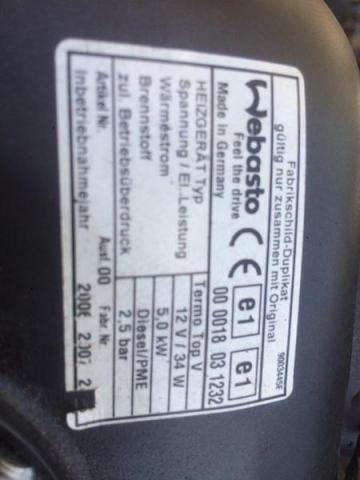 Fabrikschild-Duplikat
gültig nur zusammen mit Original
9003445E
Webasto CE e1 e1
Feel the drive
Made in Germany 00 0018 03 1232
HEIZGERÄT Typ Termo Top V
Spannung / El.-Leistung 12 V / 34 W
Wärmestrom 5,0 kW
Brennstoff Diesel/PME
zul. Betriebsüberdruck 2,5 bar
Artikel Nr. Ausf. 00 Fabr. Nr.
Inbetriebnahmejahr 2006 2007